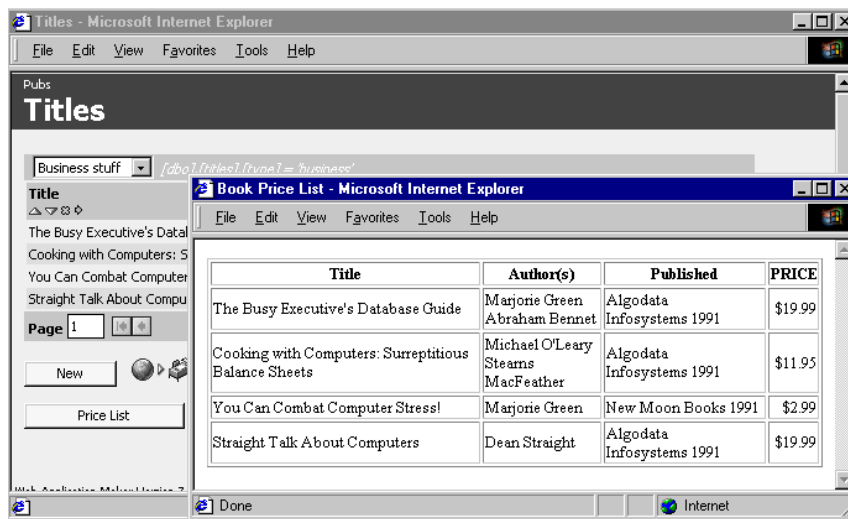 Titles - Microsoft Internet Explorer
File Edit View Favorites Tools Help
Pubs
Titles
Business stuff [dbo].[titles].[type] = 'business'
Title
The Busy Executive's Datal
Cooking with Computers: S
You Can Combat Computer
Straight Talk About Compu
Page 1
New
Price List
Book Price List - Microsoft Internet Explorer
File Edit View Favorites Tools Help
Title Author(s) Published PRICE
The Busy Executive's Database Guide Marjorie Green Abraham Bennet Algodata Infosystems 1991 $19.99
Cooking with Computers: Surreptitious Balance Sheets Michael O'Leary Stearns MacFeather Algodata Infosystems 1991 $11.95
You Can Combat Computer Stress! Marjorie Green New Moon Books 1991 $2.99
Straight Talk About Computers Dean Straight Algodata Infosystems 1991 $19.99
Done Internet